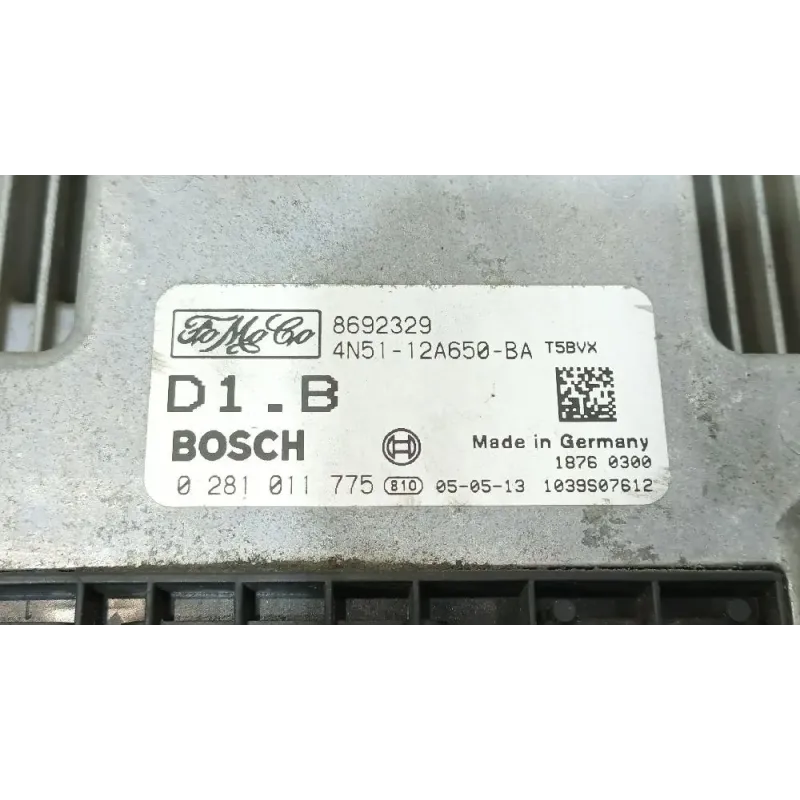 FoMoCo 8692329
4N51-12A650-BA T5BVX
D1.B
BOSCH Made in Germany
1876 0300
0 281 011 775 810 05-05-13 1039S07612